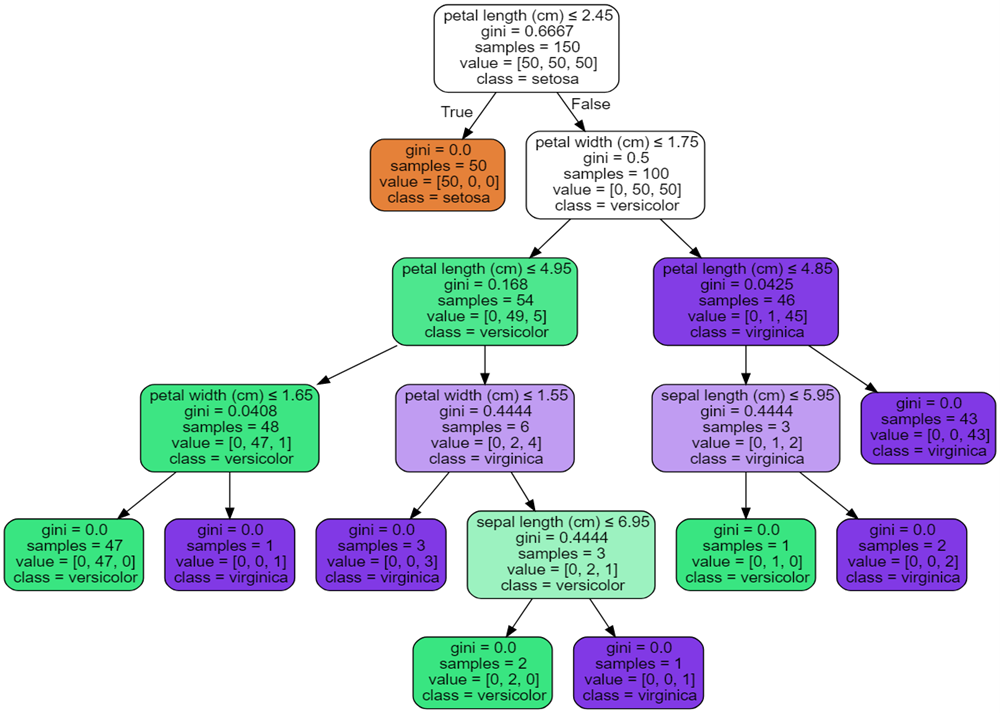 petal length (cm) ≤ 2.45
gini = 0.6667
samples = 150
value = [50, 50, 50]
class = setosa
True
False
gini = 0.0
samples = 50
value = [50, 0, 0]
class = setosa
petal width (cm) ≤ 1.75
gini = 0.5
samples = 100
value = [0, 50, 50]
class = versicolor
petal length (cm) ≤ 4.95
gini = 0.168
samples = 54
value = [0, 49, 5]
class = versicolor
petal length (cm) ≤ 4.85
gini = 0.0425
samples = 46
value = [0, 1, 45]
class = virginica
petal width (cm) ≤ 1.65
gini = 0.0408
samples = 48
value = [0, 47, 1]
class = versicolor
petal width (cm) ≤ 1.55
gini = 0.4444
samples = 6
value = [0, 2, 4]
class = virginica
sepal length (cm) ≤ 5.95
gini = 0.4444
samples = 3
value = [0, 1, 2]
class = virginica
gini = 0.0
samples = 43
value = [0, 0, 43]
class = virginica
gini = 0.0
samples = 47
value = [0, 47, 0]
class = versicolor
gini = 0.0
samples = 1
value = [0, 0, 1]
class = virginica
gini = 0.0
samples = 3
value = [0, 0, 3]
class = virginica
sepal length (cm) ≤ 6.95
gini = 0.4444
samples = 3
value = [0, 2, 1]
class = versicolor
gini = 0.0
samples = 1
value = [0, 1, 0]
class = versicolor
gini = 0.0
samples = 2
value = [0, 0, 2]
class = virginica
gini = 0.0
samples = 2
value = [0, 2, 0]
class = versicolor
gini = 0.0
samples = 1
value = [0, 0, 1]
class = virginica